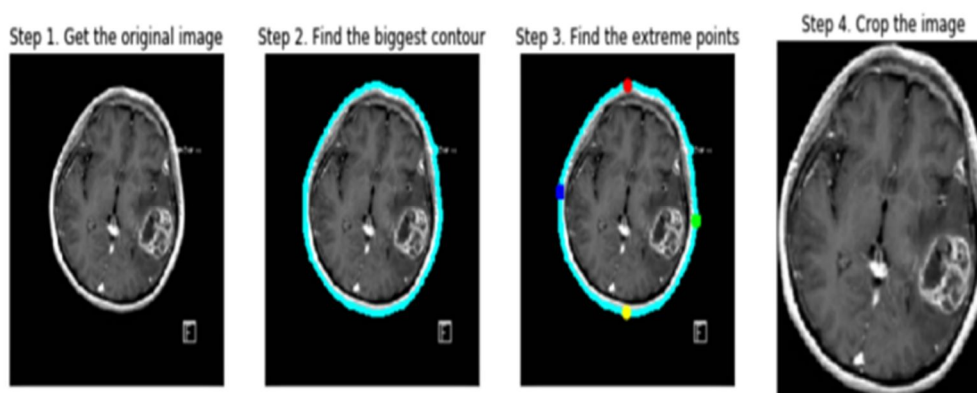 Step 1. Get the original image
Step 2. Find the biggest contour
Step 3. Find the extreme points
Step 4. Crop the image